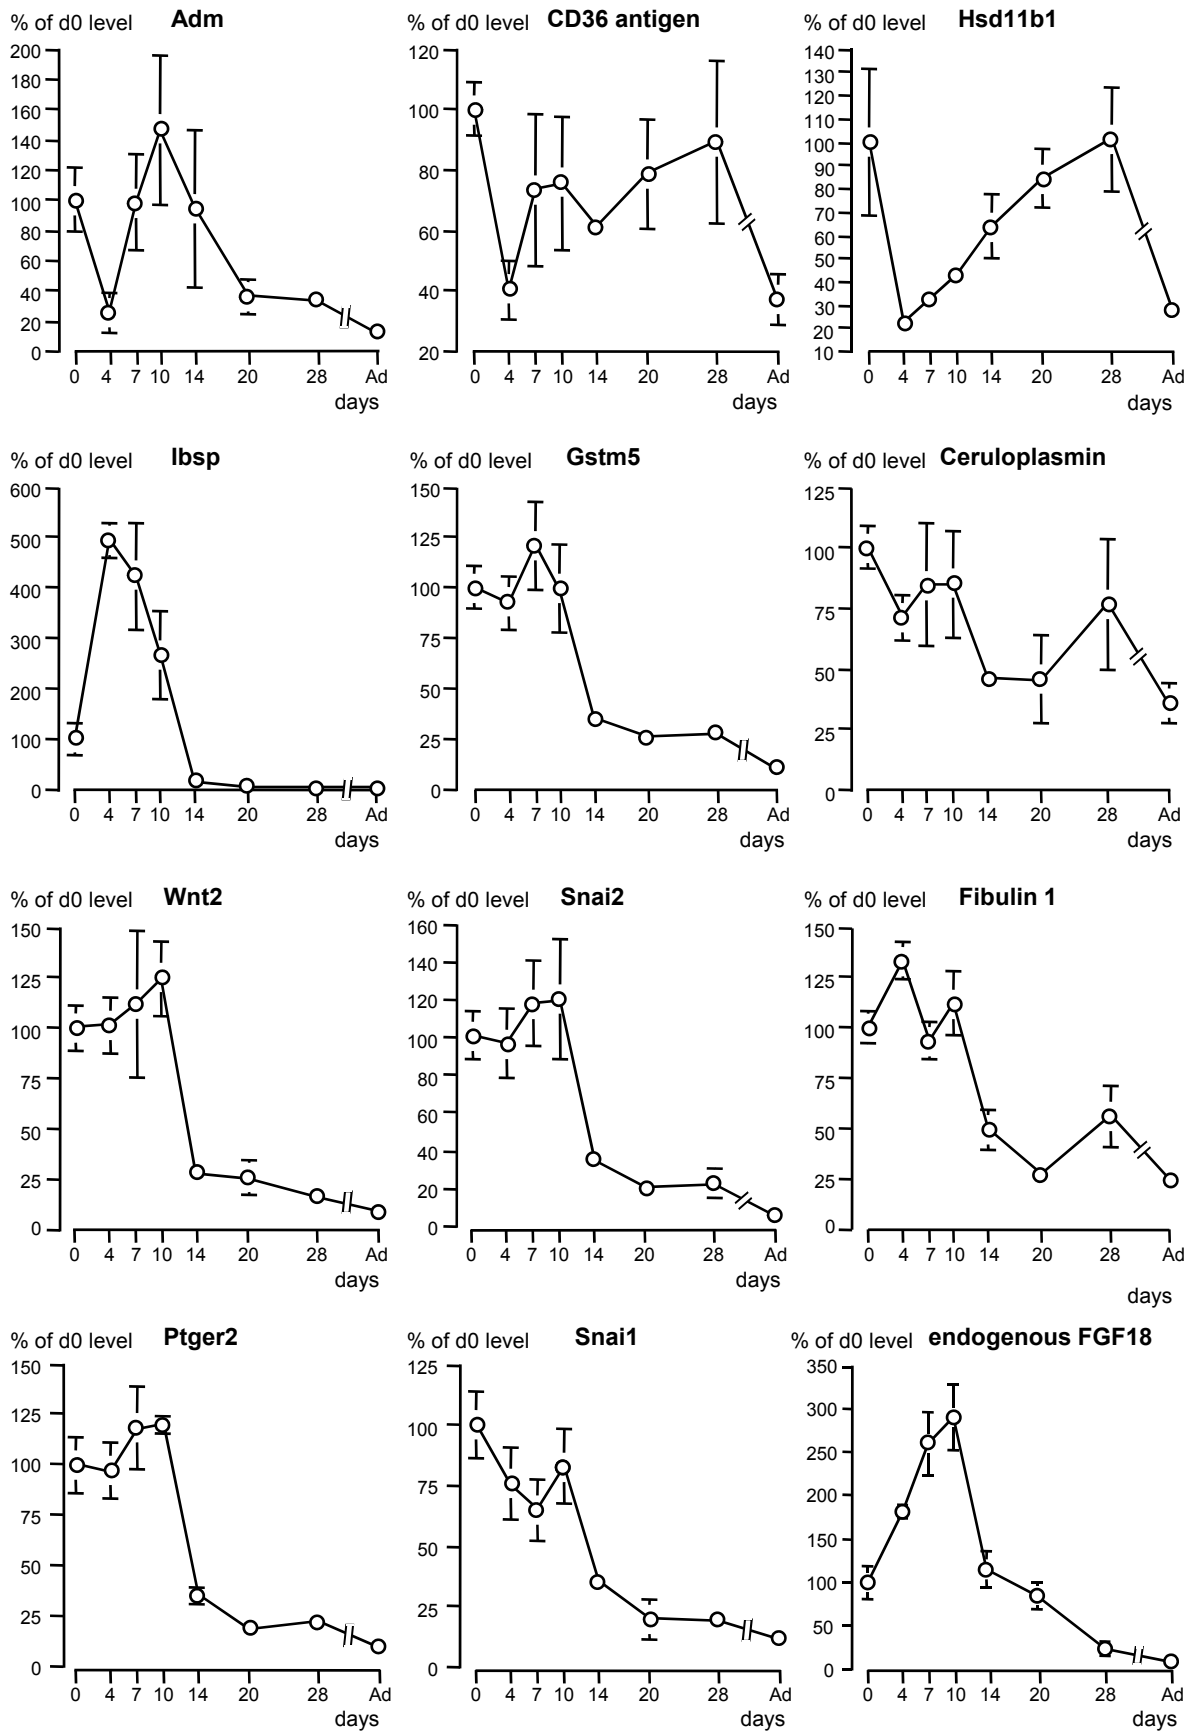 % of d0 level Adm
200
180
160
140
120
100
80
60
40
20
0
0 4 7 10 14 20 28 Ad
days
% of d0 level CD36 antigen
120
100
80
60
40
20
0 4 7 10 14 20 28 Ad
days
% of d0 level Hsd11b1
140
130
120
110
100
90
80
70
60
50
40
30
20
10
0 4 7 10 14 20 28 Ad
days
% of d0 level Ibsp
600
500
400
300
200
100
0
0 4 7 10 14 20 28 Ad
days
% of d0 level Gstm5
150
125
100
75
50
25
0
0 4 7 10 14 20 28 Ad
days
% of d0 level Ceruloplasmin
125
100
75
50
25
0
0 4 7 10 14 20 28 Ad
days
% of d0 level Wnt2
150
125
100
75
50
25
0
0 4 7 10 14 20 28 Ad
days
% of d0 level Snai2
160
140
120
100
80
60
40
20
0
0 4 7 10 14 20 28 Ad
days
% of d0 level Fibulin 1
150
125
100
75
50
25
0
0 4 7 10 14 20 28 Ad
days
% of d0 level Ptger2
150
125
100
75
50
25
0
0 4 7 10 14 20 28 Ad
days
% of d0 level Snai1
125
100
75
50
25
0
0 4 7 10 14 20 28 Ad
days
% of d0 level endogenous FGF18
350
300
250
200
150
100
50
0
0 4 7 10 14 20 28 Ad
days